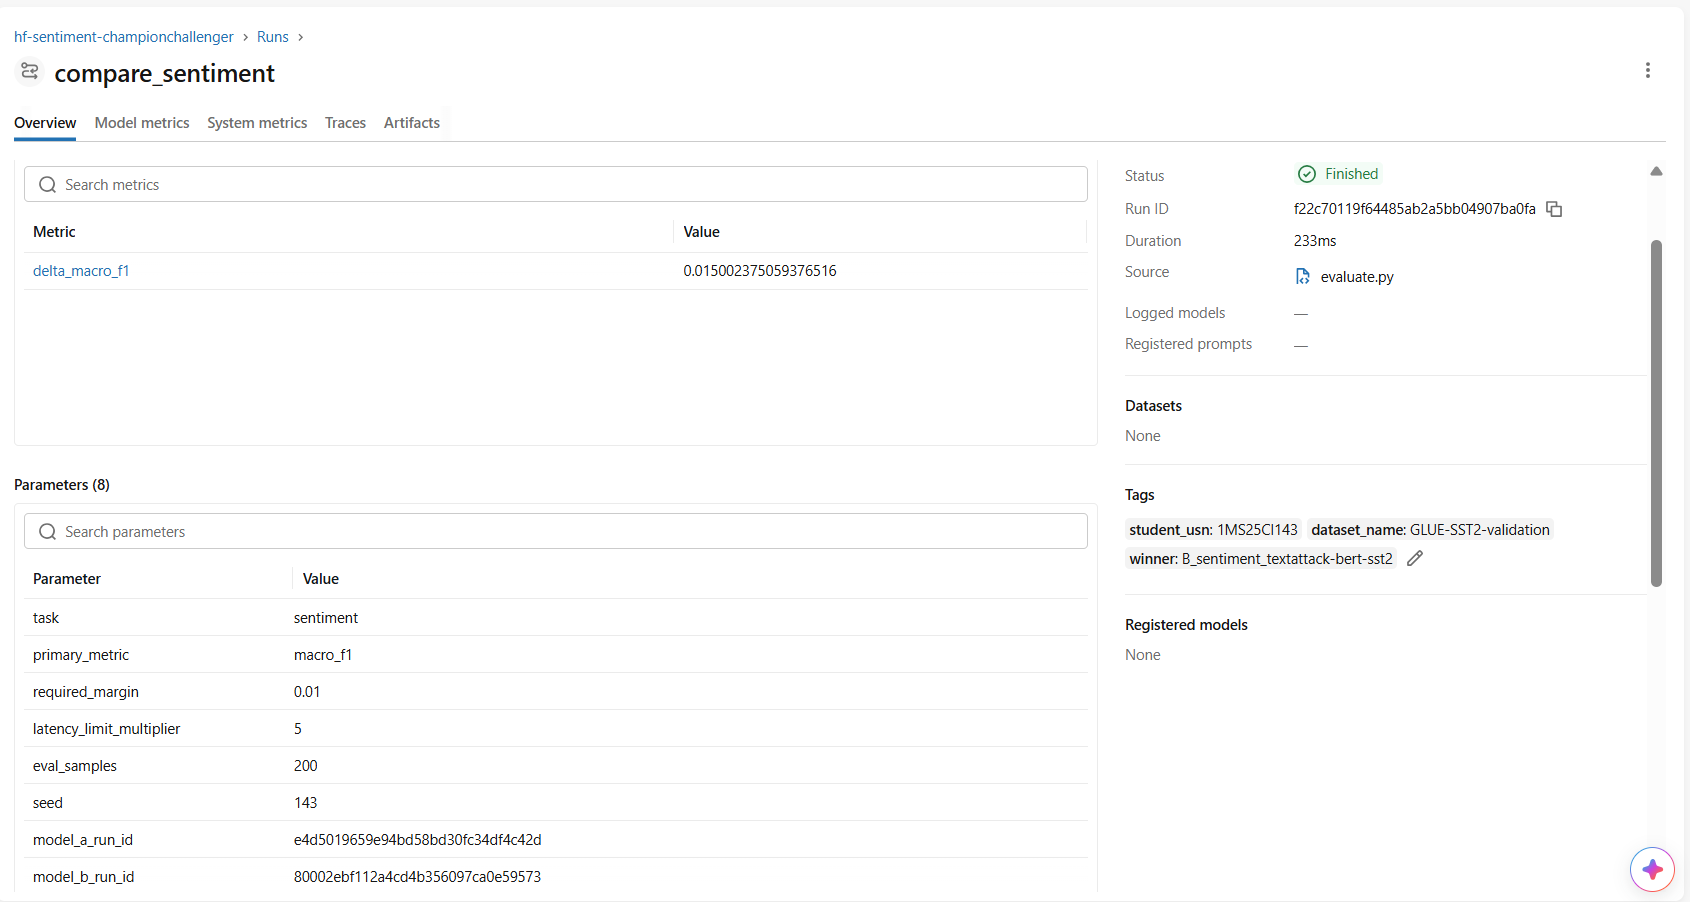 hf-sentiment-championchallenger › Runs ›
compare_sentiment
Overview Model metrics System metrics Traces Artifacts
Search metrics
Metric Value
delta_macro_f1 0.015002375059376516
Parameters (8)
Search parameters
Parameter Value
task sentiment
primary_metric macro_f1
required_margin 0.01
latency_limit_multiplier 5
eval_samples 200
seed 143
model_a_run_id e4d5019659e94bd58bd30fc34df4c42d
model_b_run_id 80002ebf112a4cd4b356097ca0e59573
Status Finished
Run ID f22c70119f64485ab2a5bb04907ba0fa
Duration 233ms
Source evaluate.py
Logged models —
Registered prompts —
Datasets
None
Tags
student_usn: 1MS25CI143 dataset_name: GLUE-SST2-validation
winner: B_sentiment_textattack-bert-sst2
Registered models
None